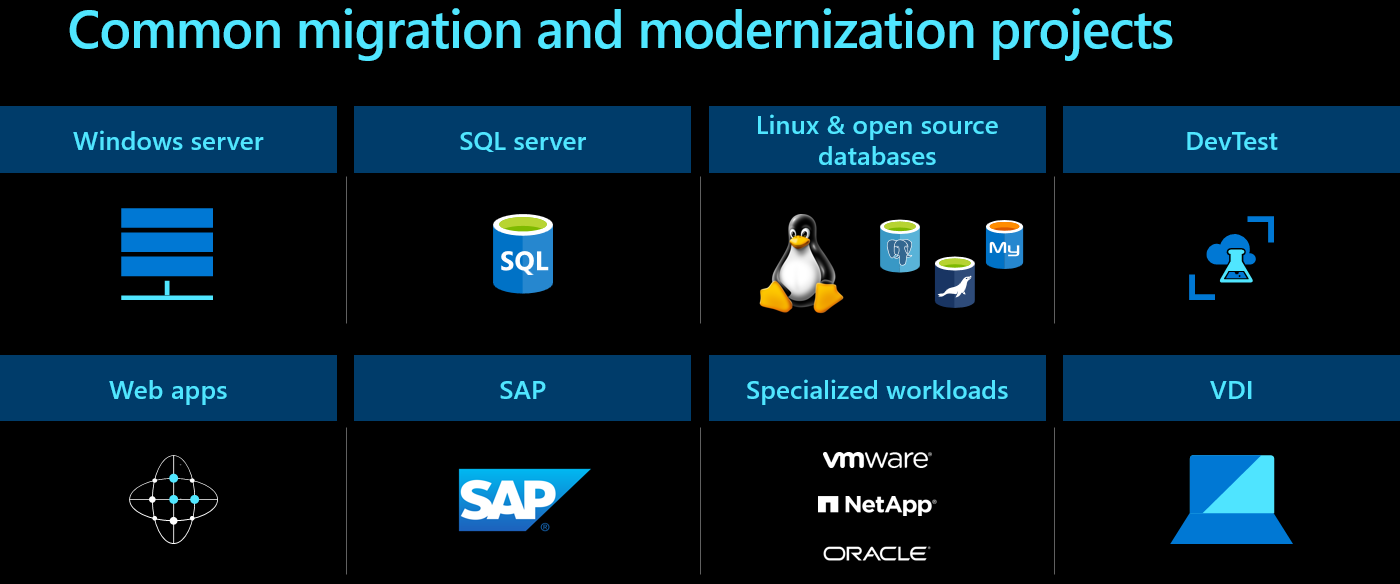 Common migration and modernization projects
Windows server
SQL server
Linux & open source
databases
DevTest
SQL
My
Web apps
SAP
Specialized workloads
VDI
SAP®
vmware®
NetApp®
ORACLE®